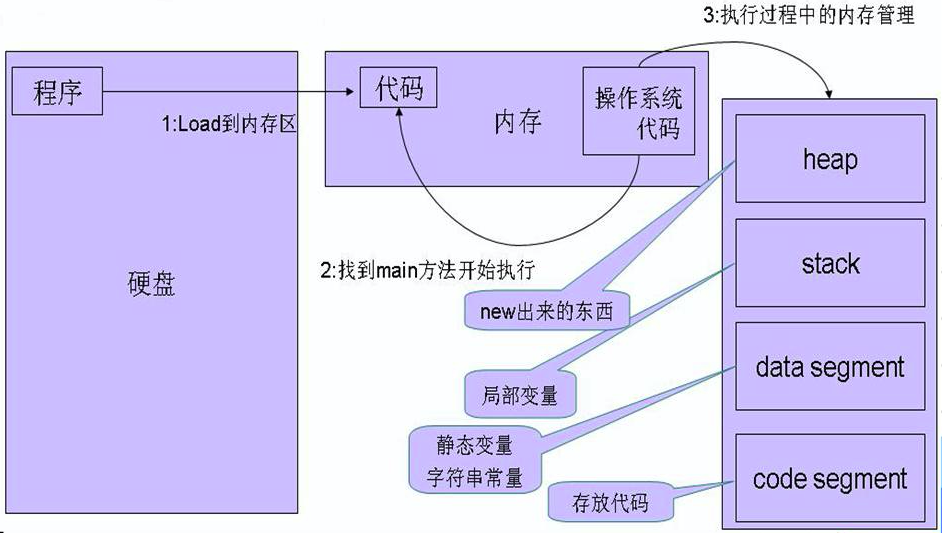 3:执行过程中的内存管理
程序
代码
操作系统
代码
内存
1:Load到内存区
heap
stack
硬盘
2:找到main方法开始执行
new出来的东西
data segment
局部变量
静态变量
字符串常量
code segment
存放代码